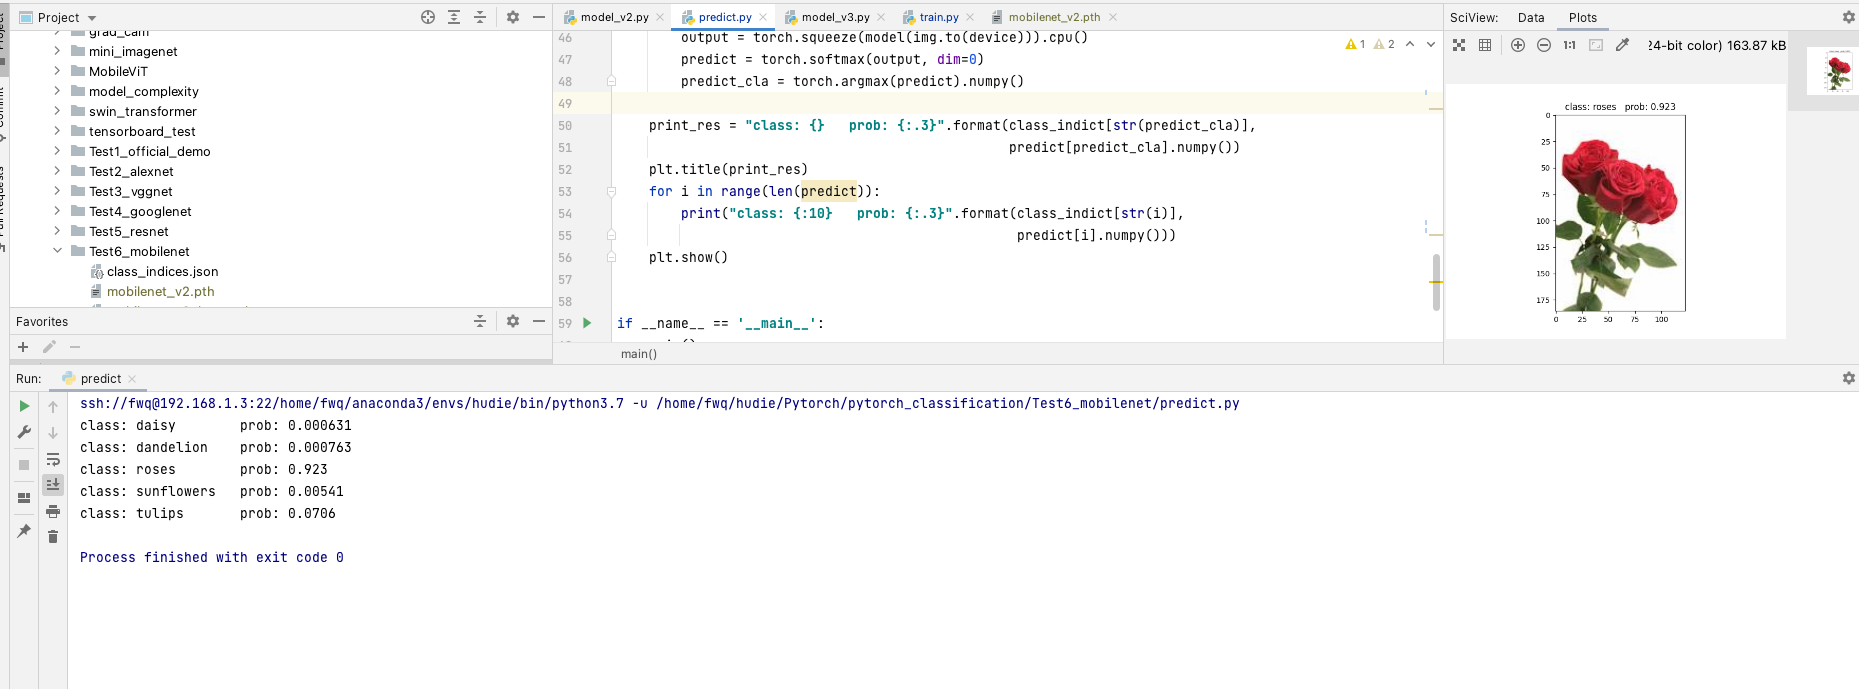 Project
model_v2.py
predict.py
model_v3.py
train.py
mobilenet_v2.pth
SciView:
Data
Plots
grad_cam
mini_imagenet
MobileViT
model_complexity
swin_transformer
tensorboard_test
Test1_official_demo
Test2_alexnet
Test3_vggnet
Test4_googlenet
Test5_resnet
Test6_mobilenet
class_indices.json
mobilenet_v2.pth
Favorites
46 output = torch.squeeze(model(img.to(device))).cpu()
47 predict = torch.softmax(output, dim=0)
48 predict_cla = torch.argmax(predict).numpy()
49
50 print_res = "class: {}   prob: {:.3}".format(class_indict[str(predict_cla)],
51 predict[predict_cla].numpy())
52 plt.title(print_res)
53 for i in range(len(predict)):
54 print("class: {:10}   prob: {:.3}".format(class_indict[str(i)],
55 predict[i].numpy()))
56 plt.show()
57
58
59 if __name__ == '__main__':
main()
1 2
1:1
24-bit color) 163.87 kB
class: roses   prob: 0.923
0
25
50
75
100
125
150
175
0 25 50 75 100
Run: predict
ssh://fwq@192.168.1.3:22/home/fwq/anaconda3/envs/hudie/bin/python3.7 -u /home/fwq/hudie/Pytorch/pytorch_classification/Test6_mobilenet/predict.py
class: daisy        prob: 0.000631
class: dandelion    prob: 0.000763
class: roses        prob: 0.923
class: sunflowers   prob: 0.00541
class: tulips       prob: 0.0706
Process finished with exit code 0